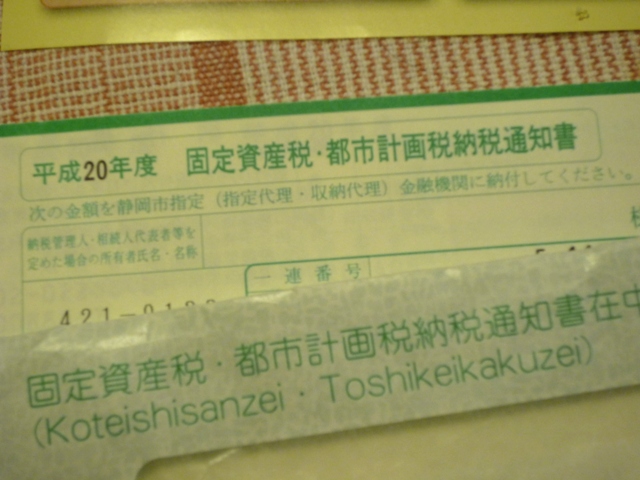 平成20年度 固定資産税・都市計画税納税通知書
次の金額を静岡市指定（指定代理・収納代理）金融機関に納付してください。
納税管理人・相続人代表者等を
定めた場合の所有者氏名・名称
一連番号
421-01
固定資産税・都市計画税納税通知書在中
(Koteishisanzei・Toshikeikakuzei)